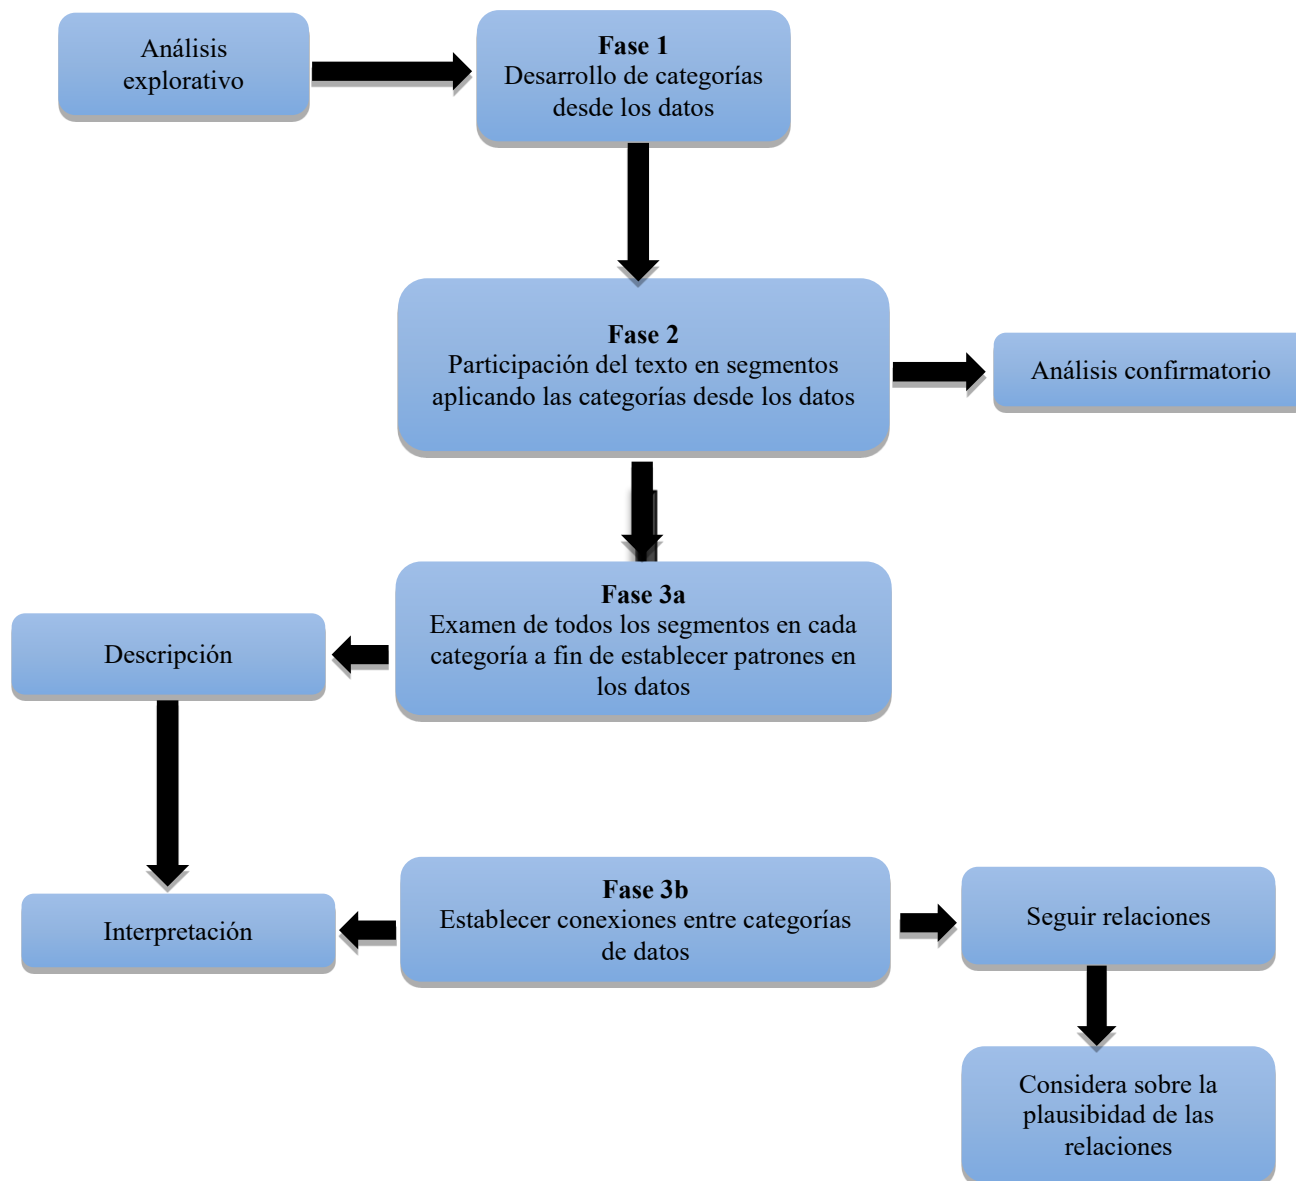 Análisis
explorativo
Fase 1
Desarrollo de categorías
desde los datos
Fase 2
Participación del texto en segmentos
aplicando las categorías desde los datos
Análisis confirmatorio
Fase 3a
Examen de todos los segmentos en cada
categoría a fin de establecer patrones en
los datos
Descripción
Fase 3b
Establecer conexiones entre categorías
de datos
Interpretación
Seguir relaciones
Considera sobre la
plausibidad de las
relaciones